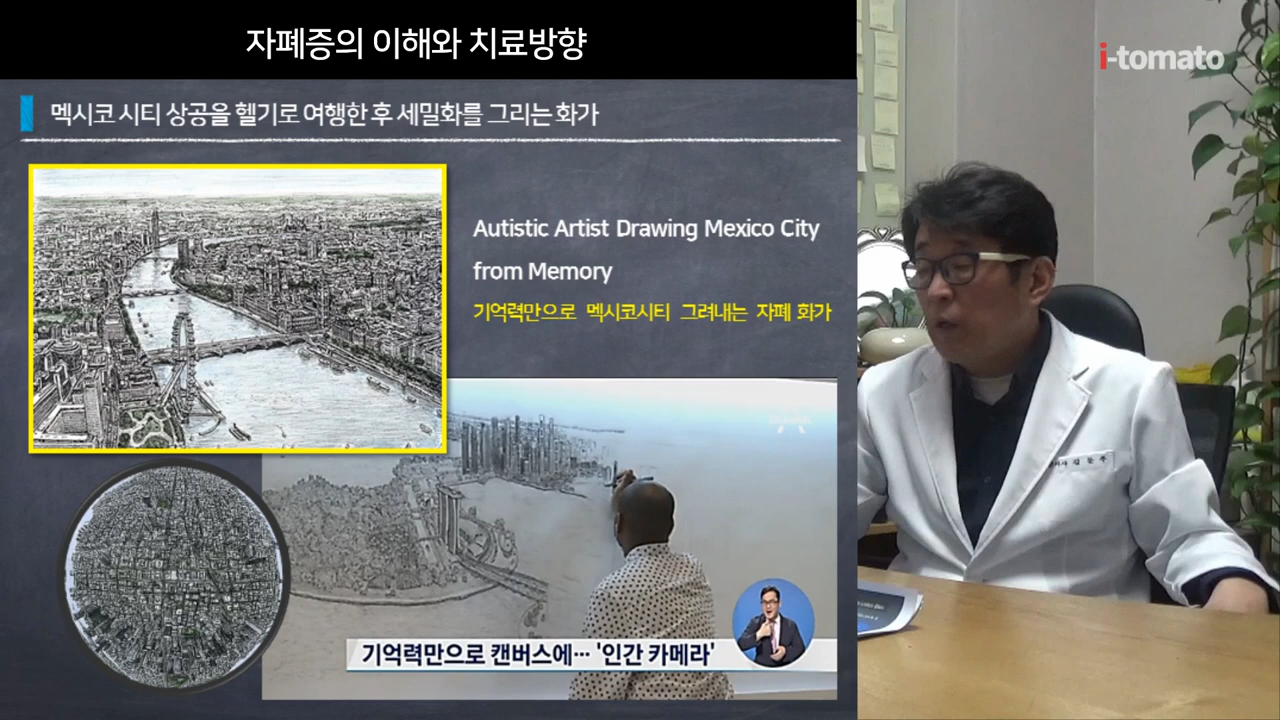 자폐증의 이해와 치료방향
i-tomato
멕시코 시티 상공을 헬기로 여행한 후 세밀화를 그리는 화가
Autistic Artist Drawing Mexico City
from Memory
기억력만으로 멕시코시티 그려내는 자폐 화가
기억력만으로 캔버스에··· '인간 카메라'